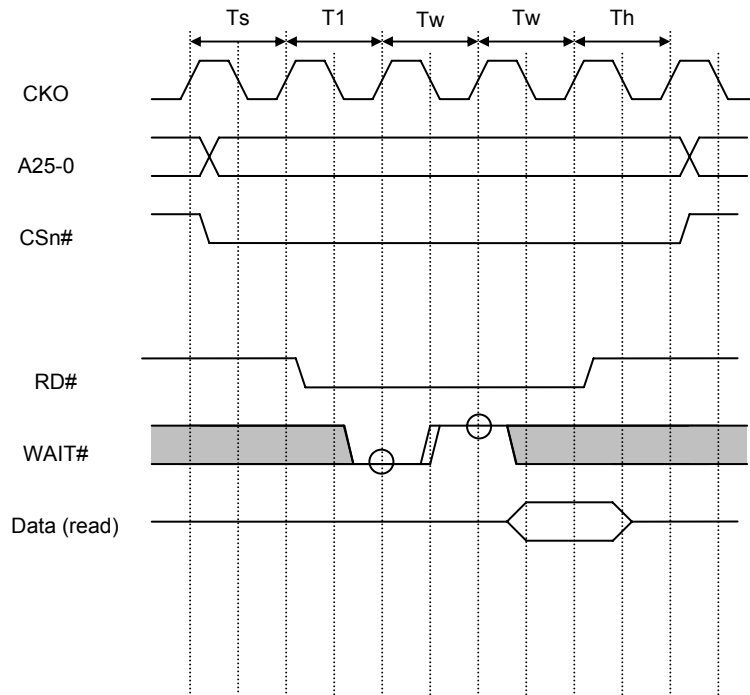 Ts T1 Tw Tw Th
CKO
A25-0
CSn#
RD#
WAIT#
Data (read)